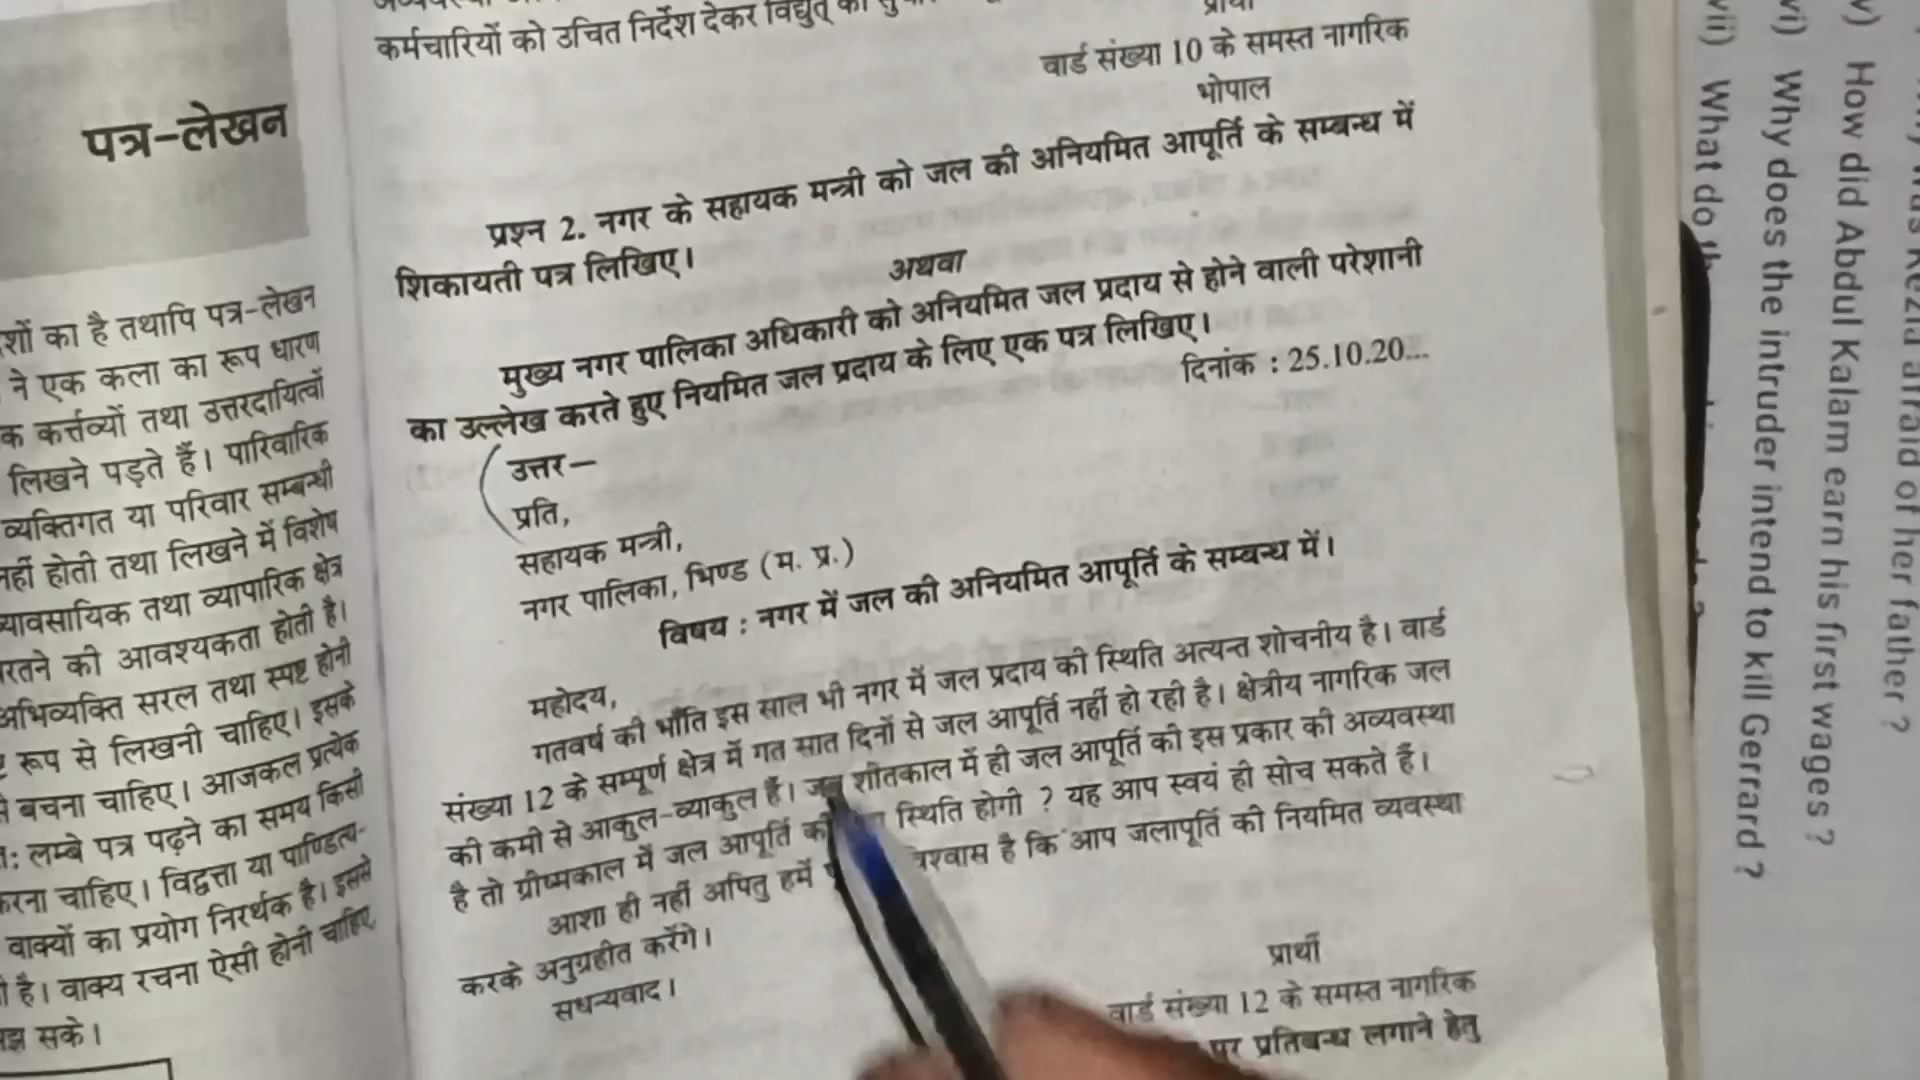 पत्र-लेखन
शों का है तथापि पत्र-लेखन
ने एक कला का रूप धारण
क कर्त्तव्यों तथा उत्तरदायित्वों
लिखने पड़ते हैं। पारिवारिक
व्यक्तिगत या परिवार सम्बन्धी
नहीं होती तथा लिखने में विशेष
व्यावसायिक तथा व्यापारिक क्षेत्र
रतने की आवश्यकता होती है।
अभिव्यक्ति सरल तथा स्पष्ट होनी
रूप से लिखनी चाहिए। इसके
बचना चाहिए। आजकल प्रत्येक
: लम्बे पत्र पढ़ने का समय किसी
करना चाहिए। विद्वत्ता या पाण्डित्य-
वाक्यों का प्रयोग निरर्थक है। इससे
है। वाक्य रचना ऐसी होनी चाहिए
झ सके।
कर्मचारियों को उचित निर्देश देकर विद्युत् की
प्रार्थी
वार्ड संख्या 10 के समस्त नागरिक
भोपाल
प्रश्न 2. नगर के सहायक मन्त्री को जल की अनियमित आपूर्ति के सम्बन्ध में
शिकायती पत्र लिखिए।
अथवा
मुख्य नगर पालिका अधिकारी को अनियमित जल प्रदाय से होने वाली परेशानी
का उल्लेख करते हुए नियमित जल प्रदाय के लिए एक पत्र लिखिए।
दिनांक : 25.10.20...
उत्तर—
प्रति,
सहायक मन्त्री,
नगर पालिका, भिण्ड (म. प्र.)
विषय : नगर में जल की अनियमित आपूर्ति के सम्बन्ध में।
महोदय,
गतवर्ष की भाँति इस साल भी नगर में जल प्रदाय की स्थिति अत्यन्त शोचनीय है। वार्ड
संख्या 12 के सम्पूर्ण क्षेत्र में गत सात दिनों से जल आपूर्ति नहीं हो रही है। क्षेत्रीय नागरिक जल
की कमी से आकुल-व्याकुल हैं। जब शीतकाल में ही जल आपूर्ति की इस प्रकार की अव्यवस्था
है तो ग्रीष्मकाल में जल आपूर्ति की स्थिति होगी ? यह आप स्वयं ही सोच सकते हैं।
आशा ही नहीं अपितु हमें है कि आप जलापूर्ति की नियमित व्यवस्था
करके अनुग्रहीत करेंगे।
सधन्यवाद।
प्रार्थी
वार्ड संख्या 12 के समस्त नागरिक
पर प्रतिबन्ध लगाने हेतु
afraid of her father ?
v) How did Abdul Kalam earn his first wages ?
vi) Why does the intruder intend to kill Gerrard ?
vii) What do